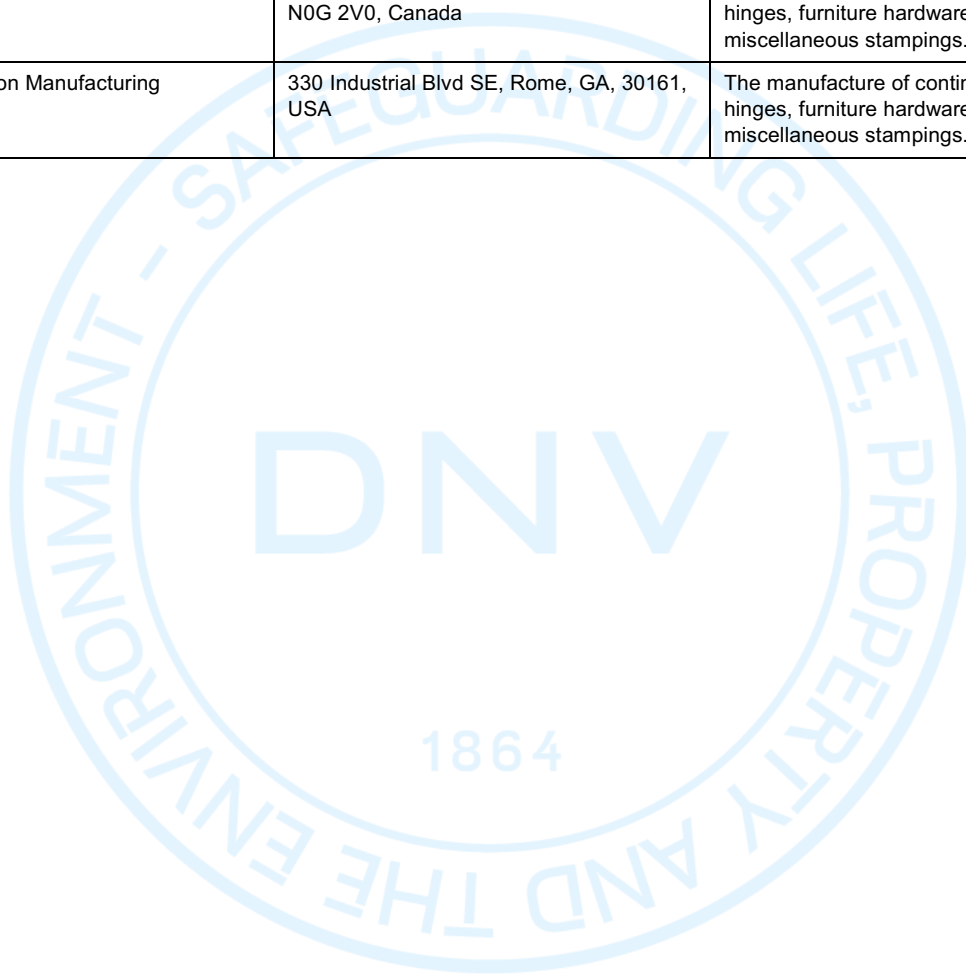 N0G 2V0, Canada
hinges, furniture hardware
miscellaneous stampings.
on Manufacturing
330 Industrial Blvd SE, Rome, GA, 30161,
USA
The manufacture of contin
hinges, furniture hardware
miscellaneous stampings.
SAFEGUARDING LIFE, PROPERTY AND THE ENVIRONMENT -
DNV
1864